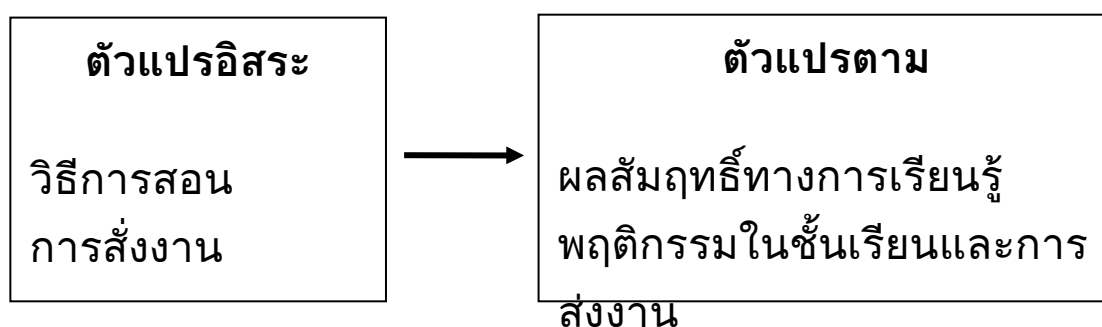 ตัวแปรอิสระ
วิธีการสอน
การสั่งงาน
ตัวแปรตาม
ผลสัมฤทธิ์ทางการเรียนรู้
พฤติกรรมในชั้นเรียนและการ
ส่งงาน